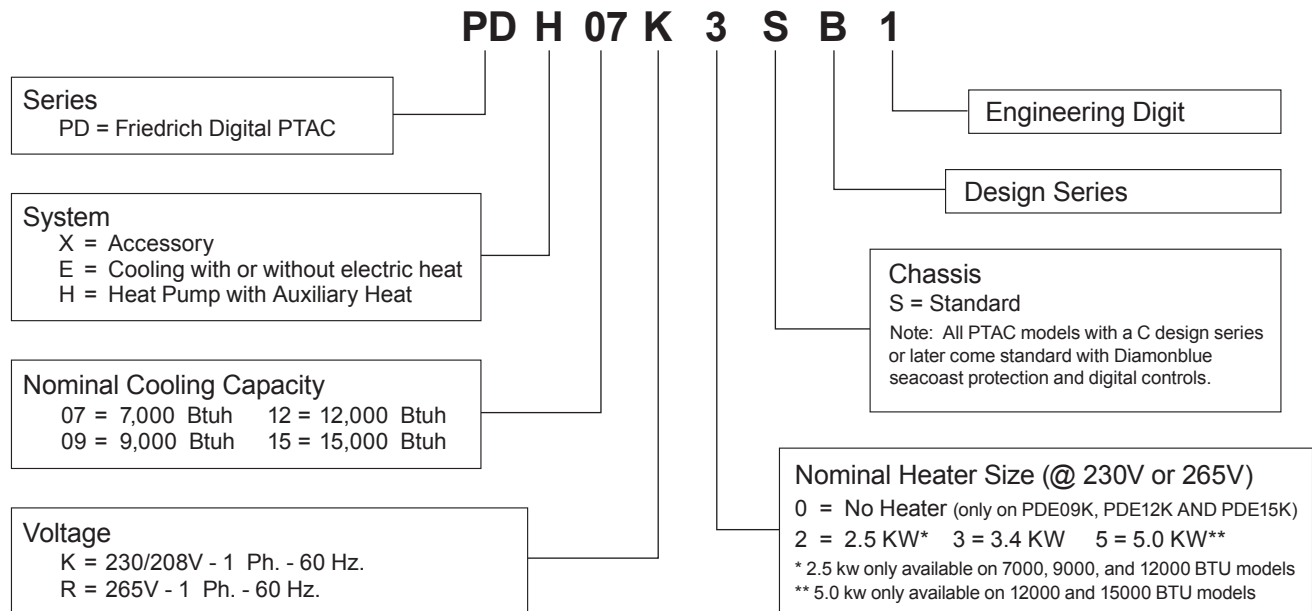 PD H 07 K 3 S B 1
Series
PD = Friedrich Digital PTAC
System
X = Accessory
E = Cooling with or without electric heat
H = Heat Pump with Auxiliary Heat
Nominal Cooling Capacity
07 = 7,000 Btuh 12 = 12,000 Btuh
09 = 9,000 Btuh 15 = 15,000 Btuh
Voltage
K = 230/208V - 1 Ph. - 60 Hz.
R = 265V - 1 Ph. - 60 Hz.
Engineering Digit
Design Series
Chassis
S = Standard
Note: All PTAC models with a C design series
or later come standard with Diamonblue
seacoast protection and digital controls.
Nominal Heater Size (@ 230V or 265V)
0 = No Heater (only on PDE09K, PDE12K AND PDE15K)
2 = 2.5 KW* 3 = 3.4 KW 5 = 5.0 KW**
* 2.5 kw only available on 7000, 9000, and 12000 BTU models
** 5.0 kw only available on 12000 and 15000 BTU models